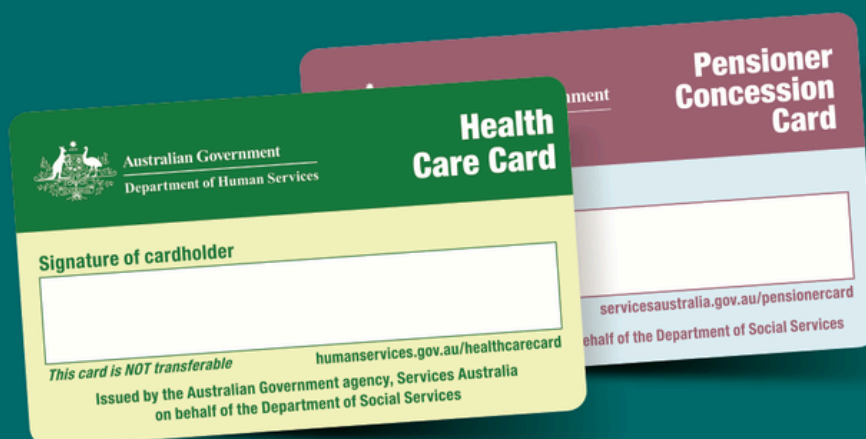 Australian Government
Department of Human Services
Health
Care Card
Signature of cardholder
This card is NOT transferable
humanservices.gov.au/healthcarecard
Issued by the Australian Government agency, Services Australia
on behalf of the Department of Social Services
Pensioner
Concession
Card
servicesaustralia.gov.au/pensionercard
of the Department of Social Services